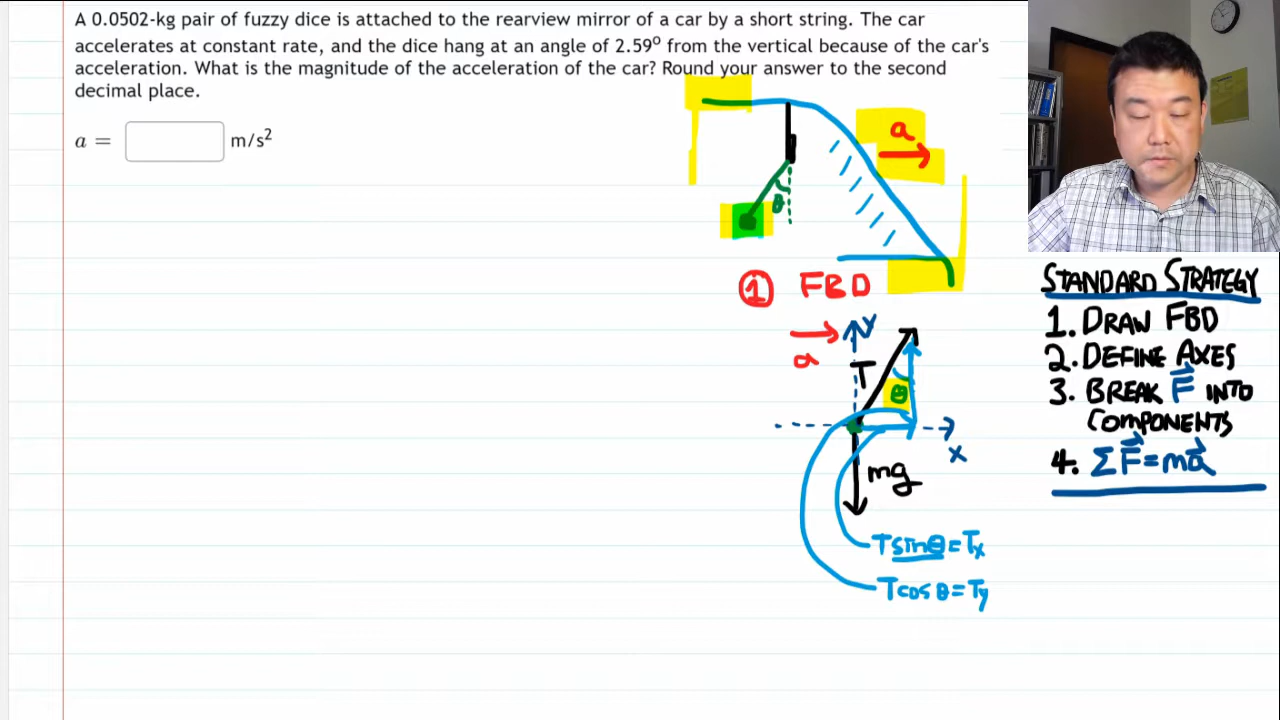 A 0.0502-kg pair of fuzzy dice is attached to the rearview mirror of a car by a short string. The car
accelerates at constant rate, and the dice hang at an angle of 2.59º from the vertical because of the car's
acceleration. What is the magnitude of the acceleration of the car? Round your answer to the second
decimal place.
a = m/s²
a
θ
① FBD
a
Y
T
θ
x
mg
Tsinθ=Tx
Tcosθ=Ty
STANDARD STRATEGY
1. DRAW FBD
2. DEFINE AXES
3. BREAK F⃗ INTO
COMPONENTS
4. ΣF⃗=ma⃗